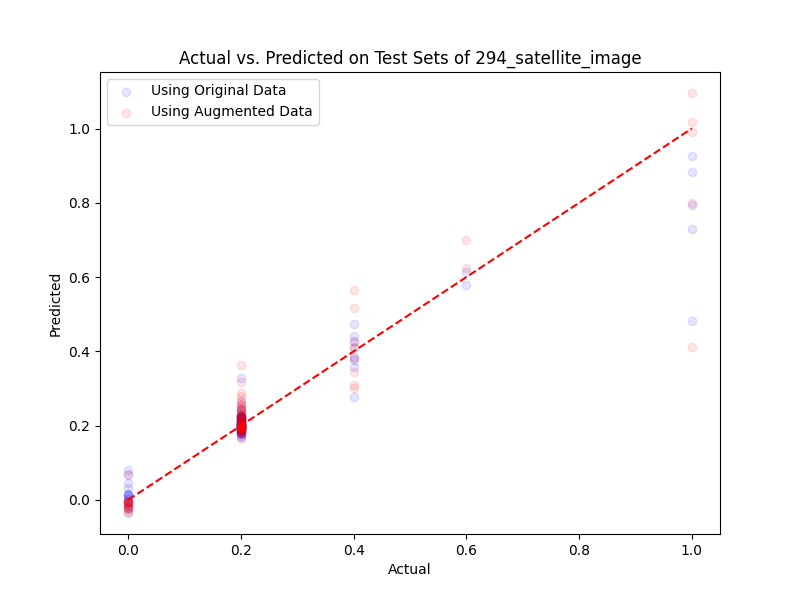 Actual vs. Predicted on Test Sets of 294_satellite_image
Using Original Data
Using Augmented Data
1.0
0.8
0.6
0.4
0.2
0.0
Predicted
0.0 0.2 0.4 0.6 0.8 1.0
Actual